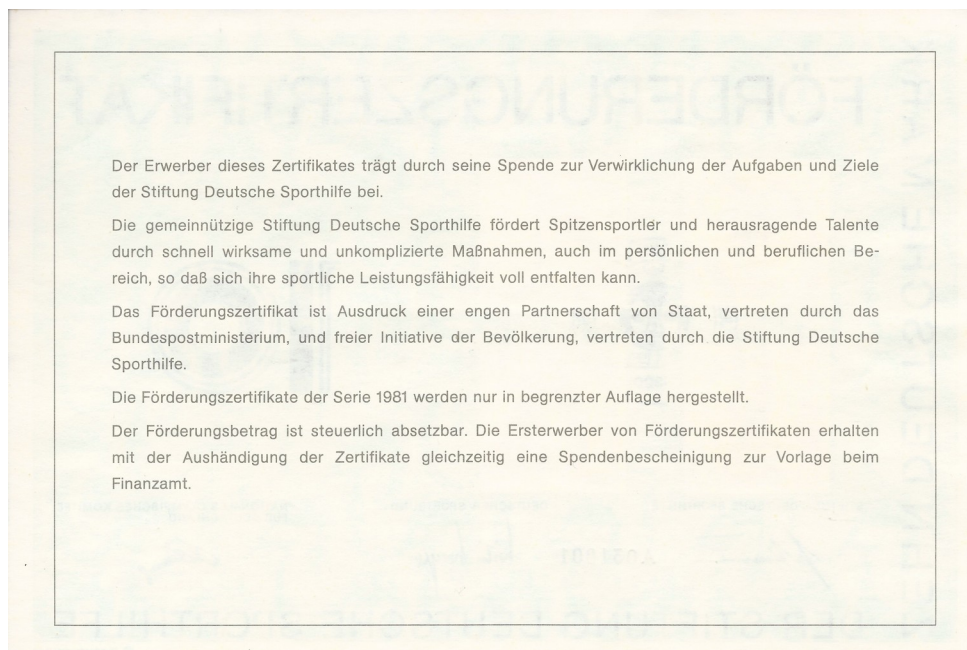 Der Erwerber dieses Zertifikates trägt durch seine Spende zur Verwirklichung der Aufgaben und Ziele
der Stiftung Deutsche Sporthilfe bei.
Die gemeinnützige Stiftung Deutsche Sporthilfe fördert Spitzensportler und herausragende Talente
durch schnell wirksame und unkomplizierte Maßnahmen, auch im persönlichen und beruflichen Be-
reich, so daß sich ihre sportliche Leistungsfähigkeit voll entfalten kann.
Das Förderungszertifikat ist Ausdruck einer engen Partnerschaft von Staat, vertreten durch das
Bundespostministerium, und freier Initiative der Bevölkerung, vertreten durch die Stiftung Deutsche
Sporthilfe.
Die Förderungszertifikate der Serie 1981 werden nur in begrenzter Auflage hergestellt.
Der Förderungsbetrag ist steuerlich absetzbar. Die Ersterwerber von Förderungszertifikaten erhalten
mit der Aushändigung der Zertifikate gleichzeitig eine Spendenbescheinigung zur Vorlage beim
Finanzamt.